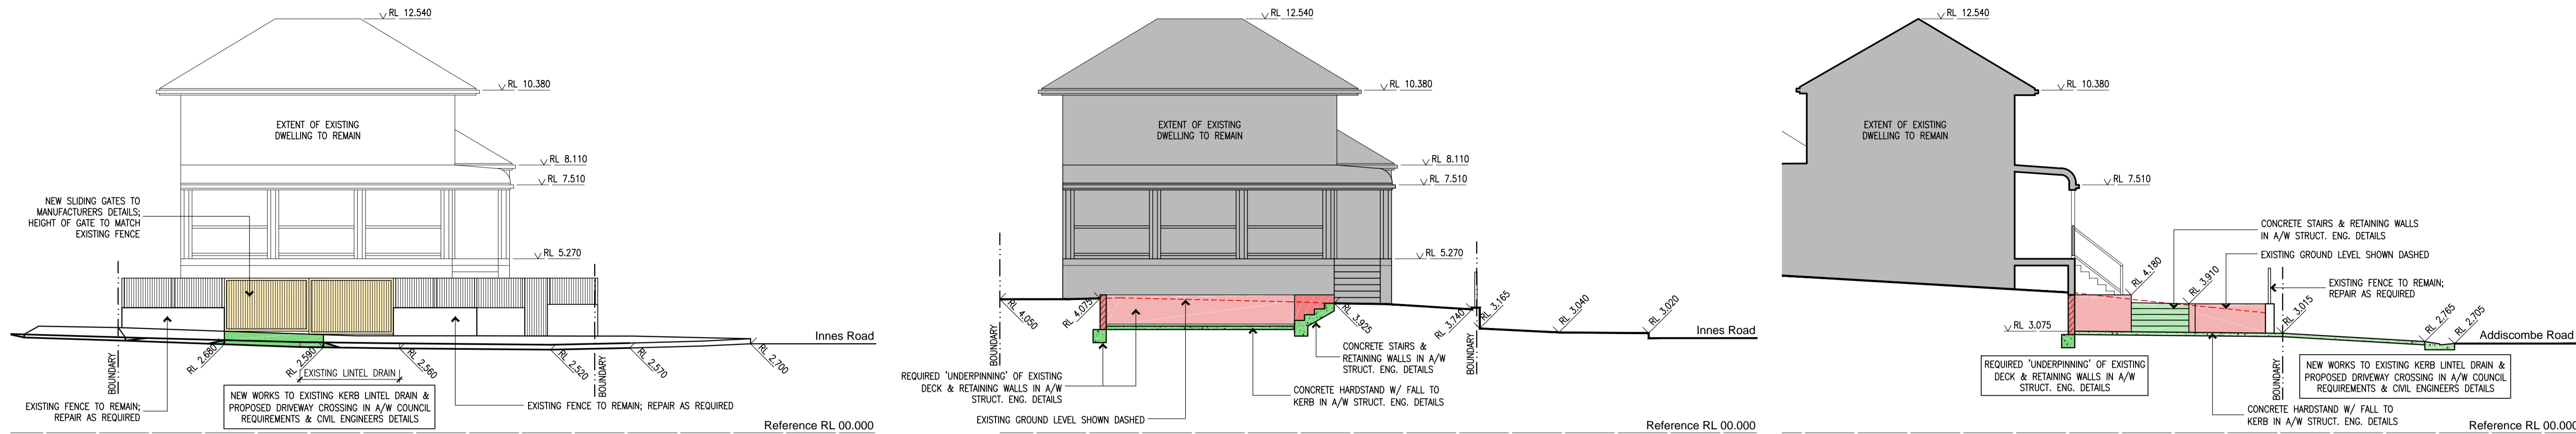 RL 12.540
RL 10.380
EXTENT OF EXISTING
DWELLING TO REMAIN
RL 8.110
RL 7.510
NEW SLIDING GATES TO
MANUFACTURERS DETAILS;
HEIGHT OF GATE TO MATCH
EXISTING FENCE
RL 5.270
Innes Road
RL 2.680
RL 2.590
RL 2.560
RL 2.520
RL 2.570
RL 2.700
BOUNDARY
EXISTING LINTEL DRAIN
BOUNDARY
EXISTING FENCE TO REMAIN;
REPAIR AS REQUIRED
NEW WORKS TO EXISTING KERB LINTEL DRAIN &
PROPOSED DRIVEWAY CROSSING IN A/W COUNCIL
REQUIREMENTS & CIVIL ENGINEERS DETAILS
EXISTING FENCE TO REMAIN; REPAIR AS REQUIRED
Reference RL 00.000
RL 12.540
RL 10.380
EXTENT OF EXISTING
DWELLING TO REMAIN
RL 8.110
RL 7.510
RL 5.270
RL 4.050
RL 4.075
RL 3.925
RL 3.740
RL 3.165
RL 3.040
RL 3.020
Innes Road
BOUNDARY
BOUNDARY
CONCRETE STAIRS &
RETAINING WALLS IN A/W
STRUCT. ENG. DETAILS
REQUIRED 'UNDERPINNING' OF EXISTING
DECK & RETAINING WALLS IN A/W
STRUCT. ENG. DETAILS
CONCRETE HARDSTAND W/ FALL TO
KERB IN A/W STRUCT. ENG. DETAILS
EXISTING GROUND LEVEL SHOWN DASHED
Reference RL 00.000
RL 12.540
RL 10.380
EXTENT OF EXISTING
DWELLING TO REMAIN
RL 7.510
CONCRETE STAIRS & RETAINING WALLS
IN A/W STRUCT. ENG. DETAILS
EXISTING GROUND LEVEL SHOWN DASHED
RL 4.180
RL 3.910
EXISTING FENCE TO REMAIN;
REPAIR AS REQUIRED
RL 3.075
RL 3.015
RL 2.765
RL 2.705
Addiscombe Road
REQUIRED 'UNDERPINNING' OF EXISTING
DECK & RETAINING WALLS IN A/W
STRUCT. ENG. DETAILS
BOUNDARY
NEW WORKS TO EXISTING KERB LINTEL DRAIN &
PROPOSED DRIVEWAY CROSSING IN A/W COUNCIL
REQUIREMENTS & CIVIL ENGINEERS DETAILS
CONCRETE HARDSTAND W/ FALL TO
KERB IN A/W STRUCT. ENG. DETAILS
Reference RL 00.000